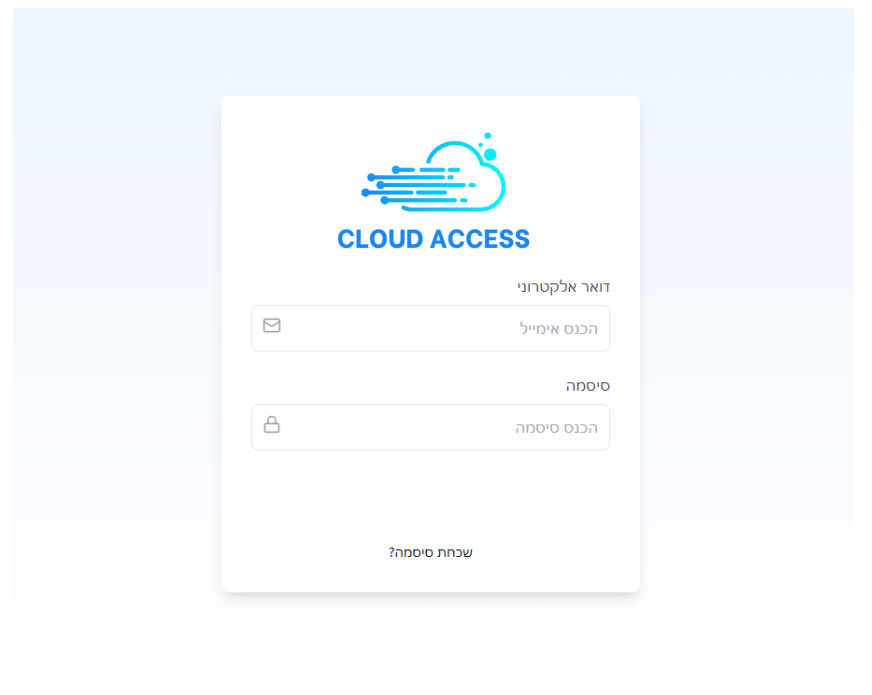 CLOUD ACCESS
דואר אלקטרוני
הכנס אימייל
סיסמה
הכנס סיסמה
שכחת סיסמה?